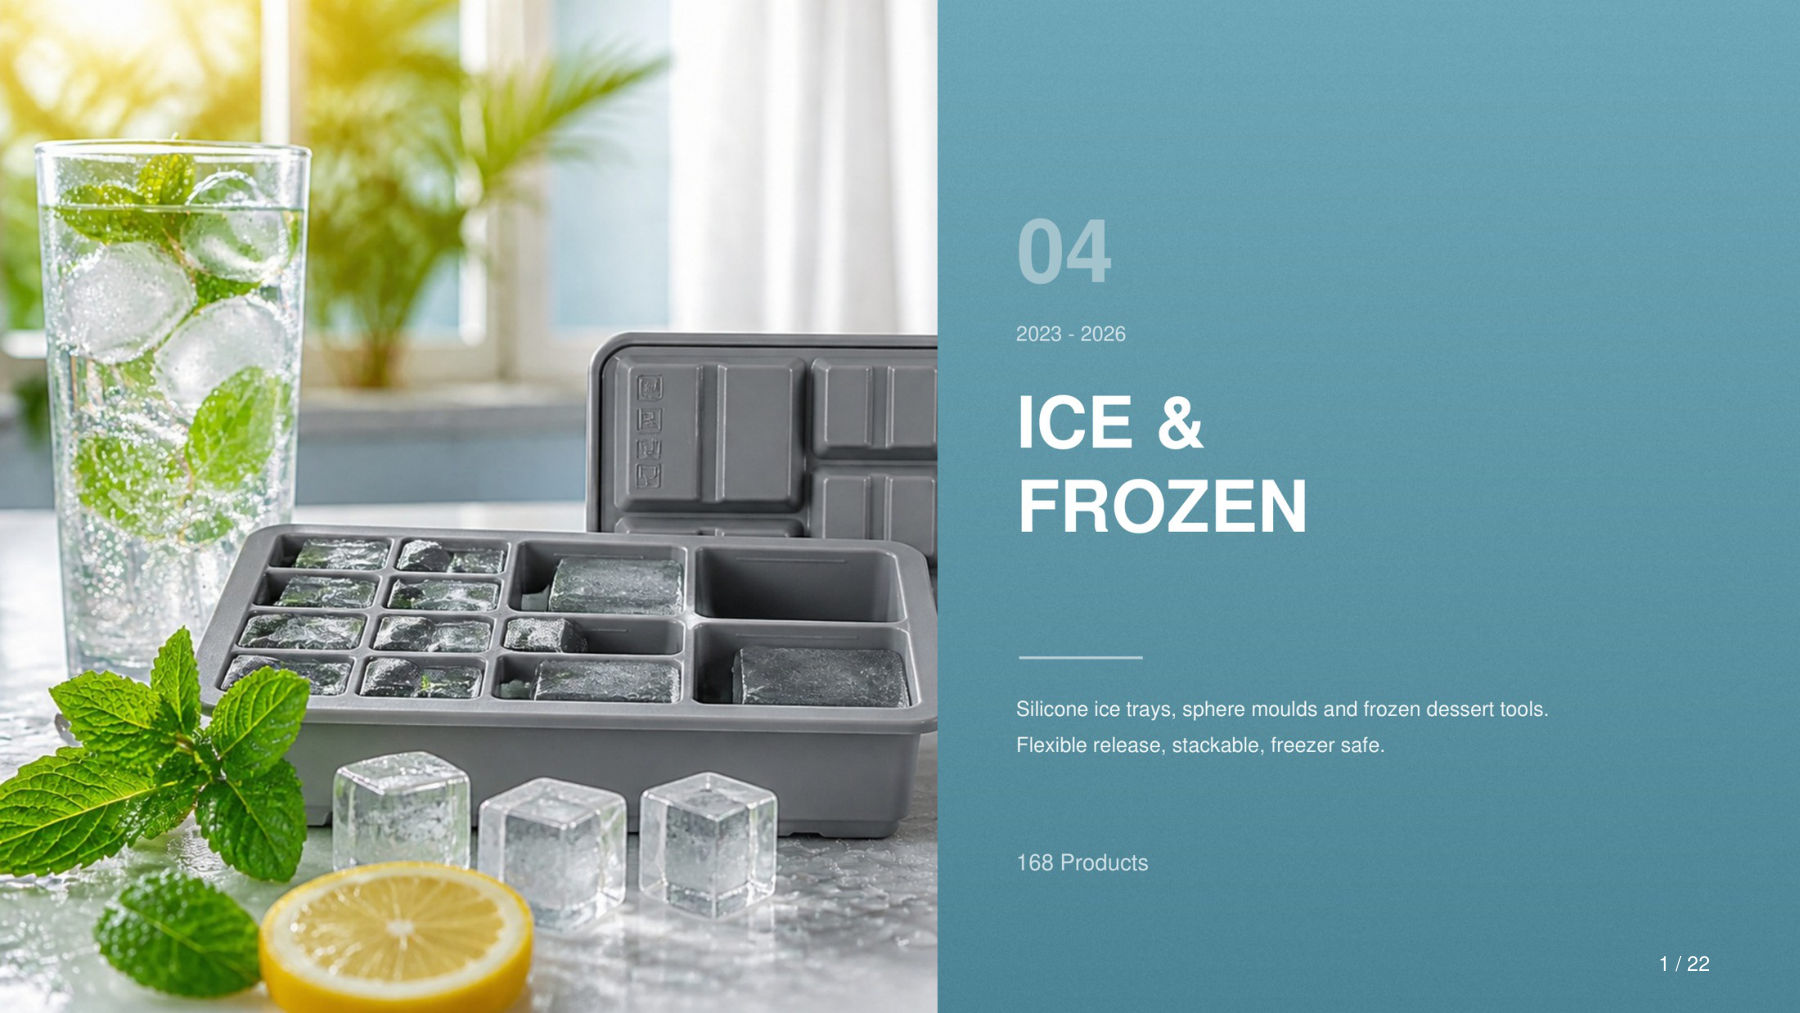 04
2023 - 2026
ICE &
FROZEN
Silicone ice trays, sphere moulds and frozen dessert tools.
Flexible release, stackable, freezer safe.
168 Products
1 / 22